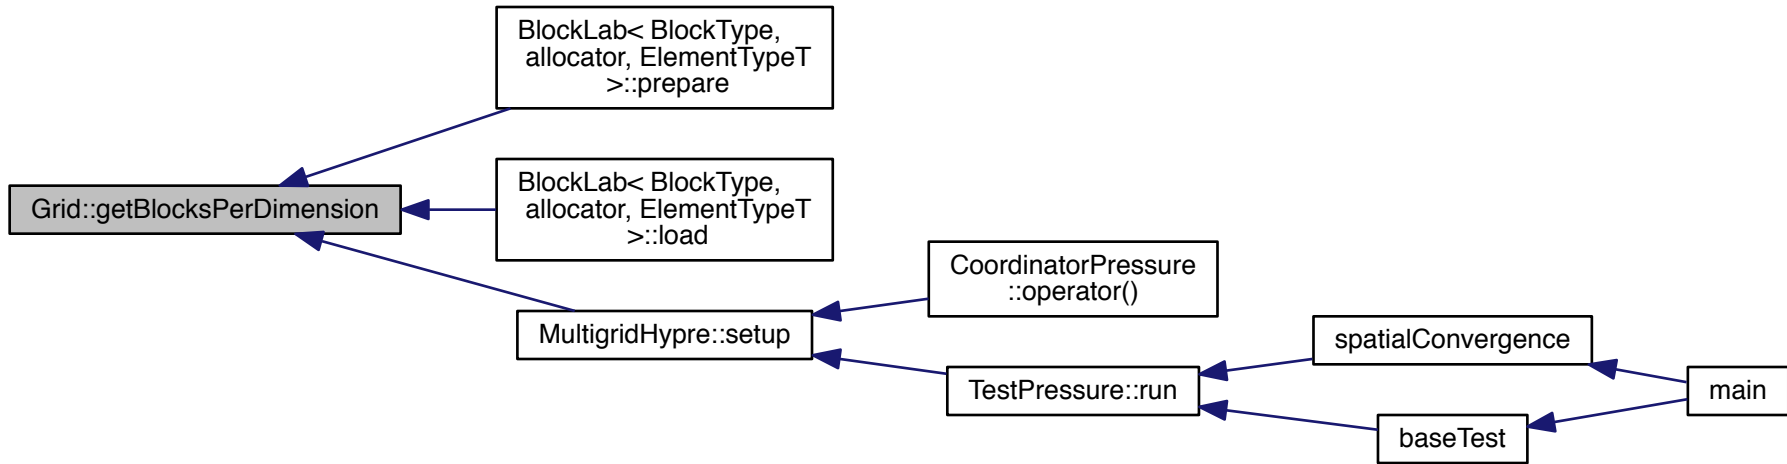 BlockLab< BlockType,
allocator, ElementTypeT
>::prepare
Grid::getBlocksPerDimension
BlockLab< BlockType,
allocator, ElementTypeT
>::load
CoordinatorPressure
::operator()
MultigridHypre::setup
spatialConvergence
TestPressure::run
main
baseTest